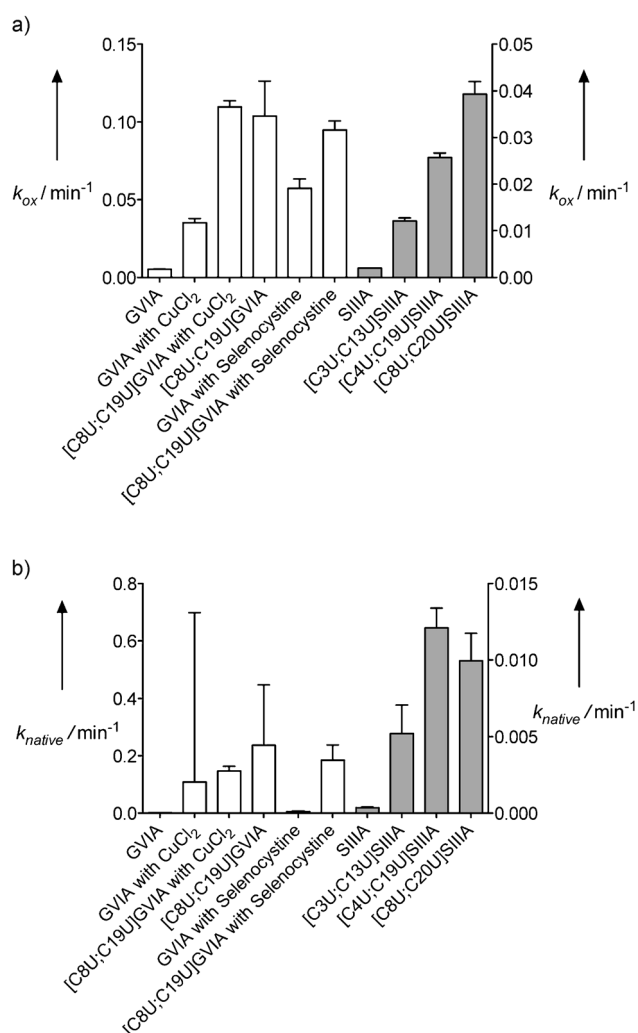 a)
0.15
0.10
0.05
0.00
k_ox / min⁻¹
0.05
0.04
0.03
0.02
0.01
0.00
k_ox / min⁻¹
GVIA
GVIA with CuCl₂
[C8U;C19U]GVIA with CuCl₂
[C8U;C19U]GVIA
GVIA with Selenocystine
[C8U;C19U]GVIA with Selenocystine
SIIIA
[C3U;C13U]SIIIA
[C4U;C19U]SIIIA
[C8U;C20U]SIIIA
b)
0.8
0.6
0.4
0.2
0.0
k_native / min⁻¹
0.015
0.010
0.005
0.000
k_native / min⁻¹
GVIA
GVIA with CuCl₂
[C8U;C19U]GVIA with CuCl₂
[C8U;C19U]GVIA
GVIA with Selenocystine
[C8U;C19U]GVIA with Selenocystine
SIIIA
[C3U;C13U]SIIIA
[C4U;C19U]SIIIA
[C8U;C20U]SIIIA